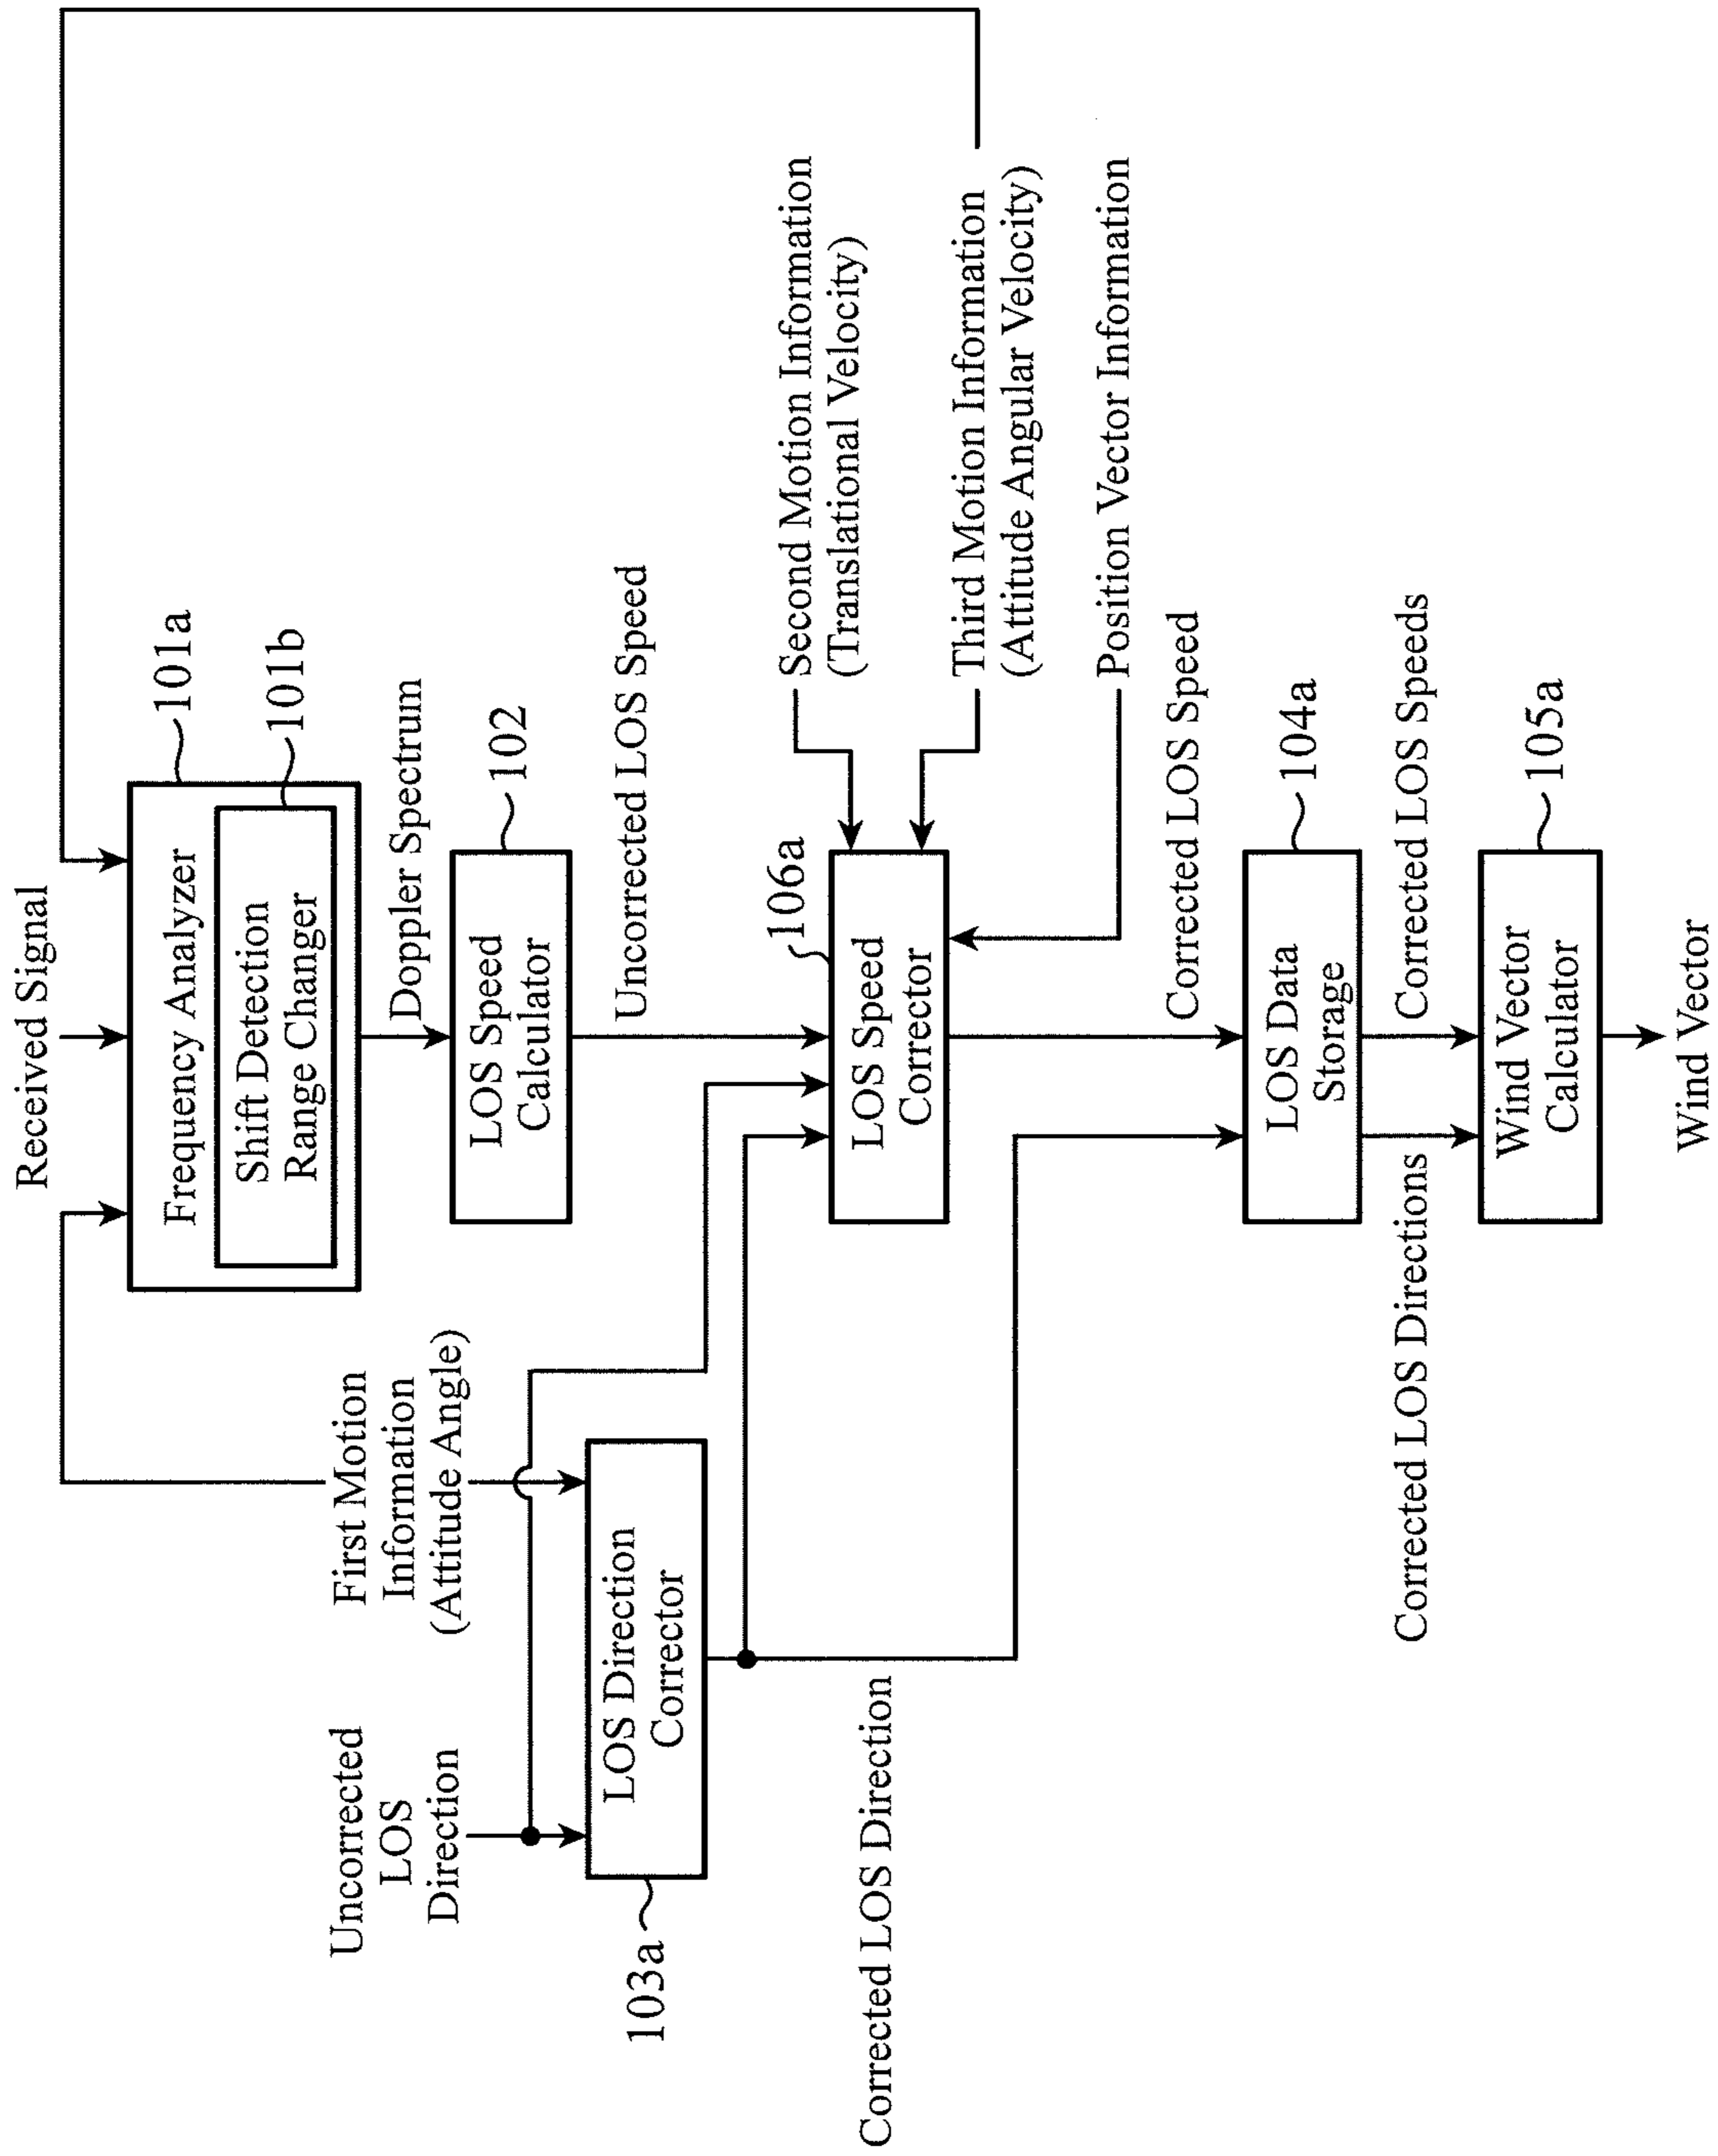 Received Signal
101a
Frequency Analyzer
101b
Shift Detection
Range Changer
First Motion
Information
(Attitude Angle)
Doppler Spectrum
Uncorrected
LOS
Direction
102
LOS Speed
Calculator
Uncorrected LOS Speed
103a
LOS Direction
Corrector
Second Motion Information
(Translational Velocity)
106a
LOS Speed
Corrector
Third Motion Information
(Attitude Angular Velocity)
Position Vector Information
Corrected LOS Direction
Corrected LOS Speed
104a
LOS Data
Storage
Corrected LOS Directions
Corrected LOS Speeds
105a
Wind Vector
Calculator
Wind Vector